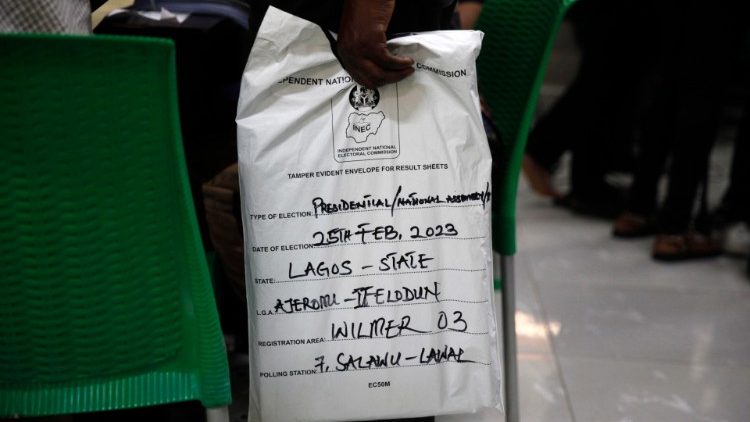 INDEPENDENT NATIONAL COMMISSION
INEC
INDEPENDENT NATIONAL
ELECTORAL COMMISSION
TAMPER EVIDENT ENVELOPE FOR RESULT SHEETS
TYPE OF ELECTION: PRESIDENTIAL/NATIONAL ASSEMBLY/
DATE OF ELECTION: 25TH FEB, 2023
STATE: LAGOS - STATE
L.G.A: AJEROMI - IFELODUN
REGISTRATION AREA: WILMER 03
POLLING STATION: 7, SALAWU - LAWAL
EC50M